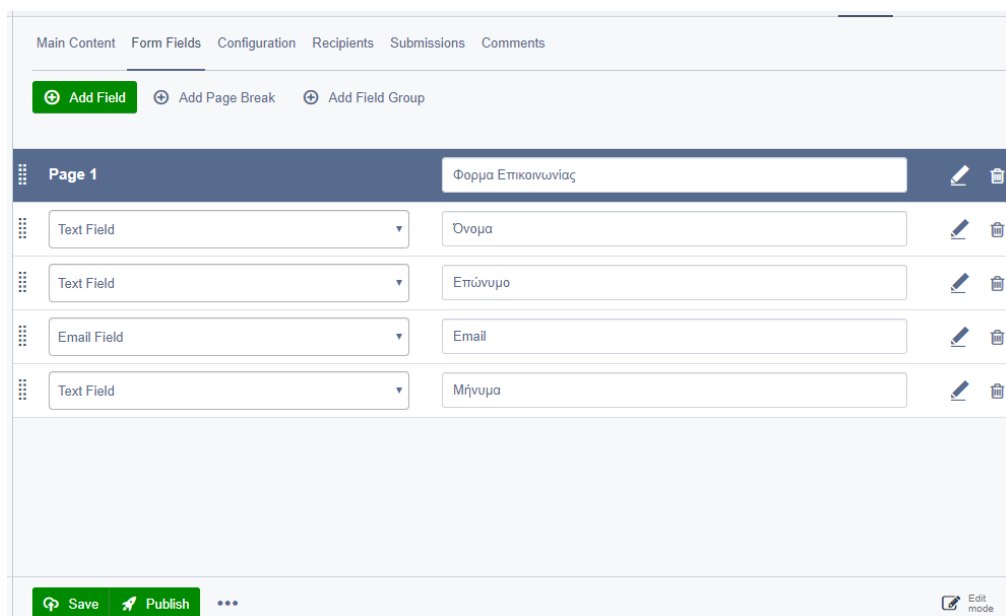 Main Content Form Fields Configuration Recipients Submissions Comments
Add Field Add Page Break Add Field Group
Page 1 Φορμα Επικοινωνίας
Text Field Όνομα
Text Field Επώνυμο
Email Field Email
Text Field Μήνυμα
Save Publish ••• Edit
mode